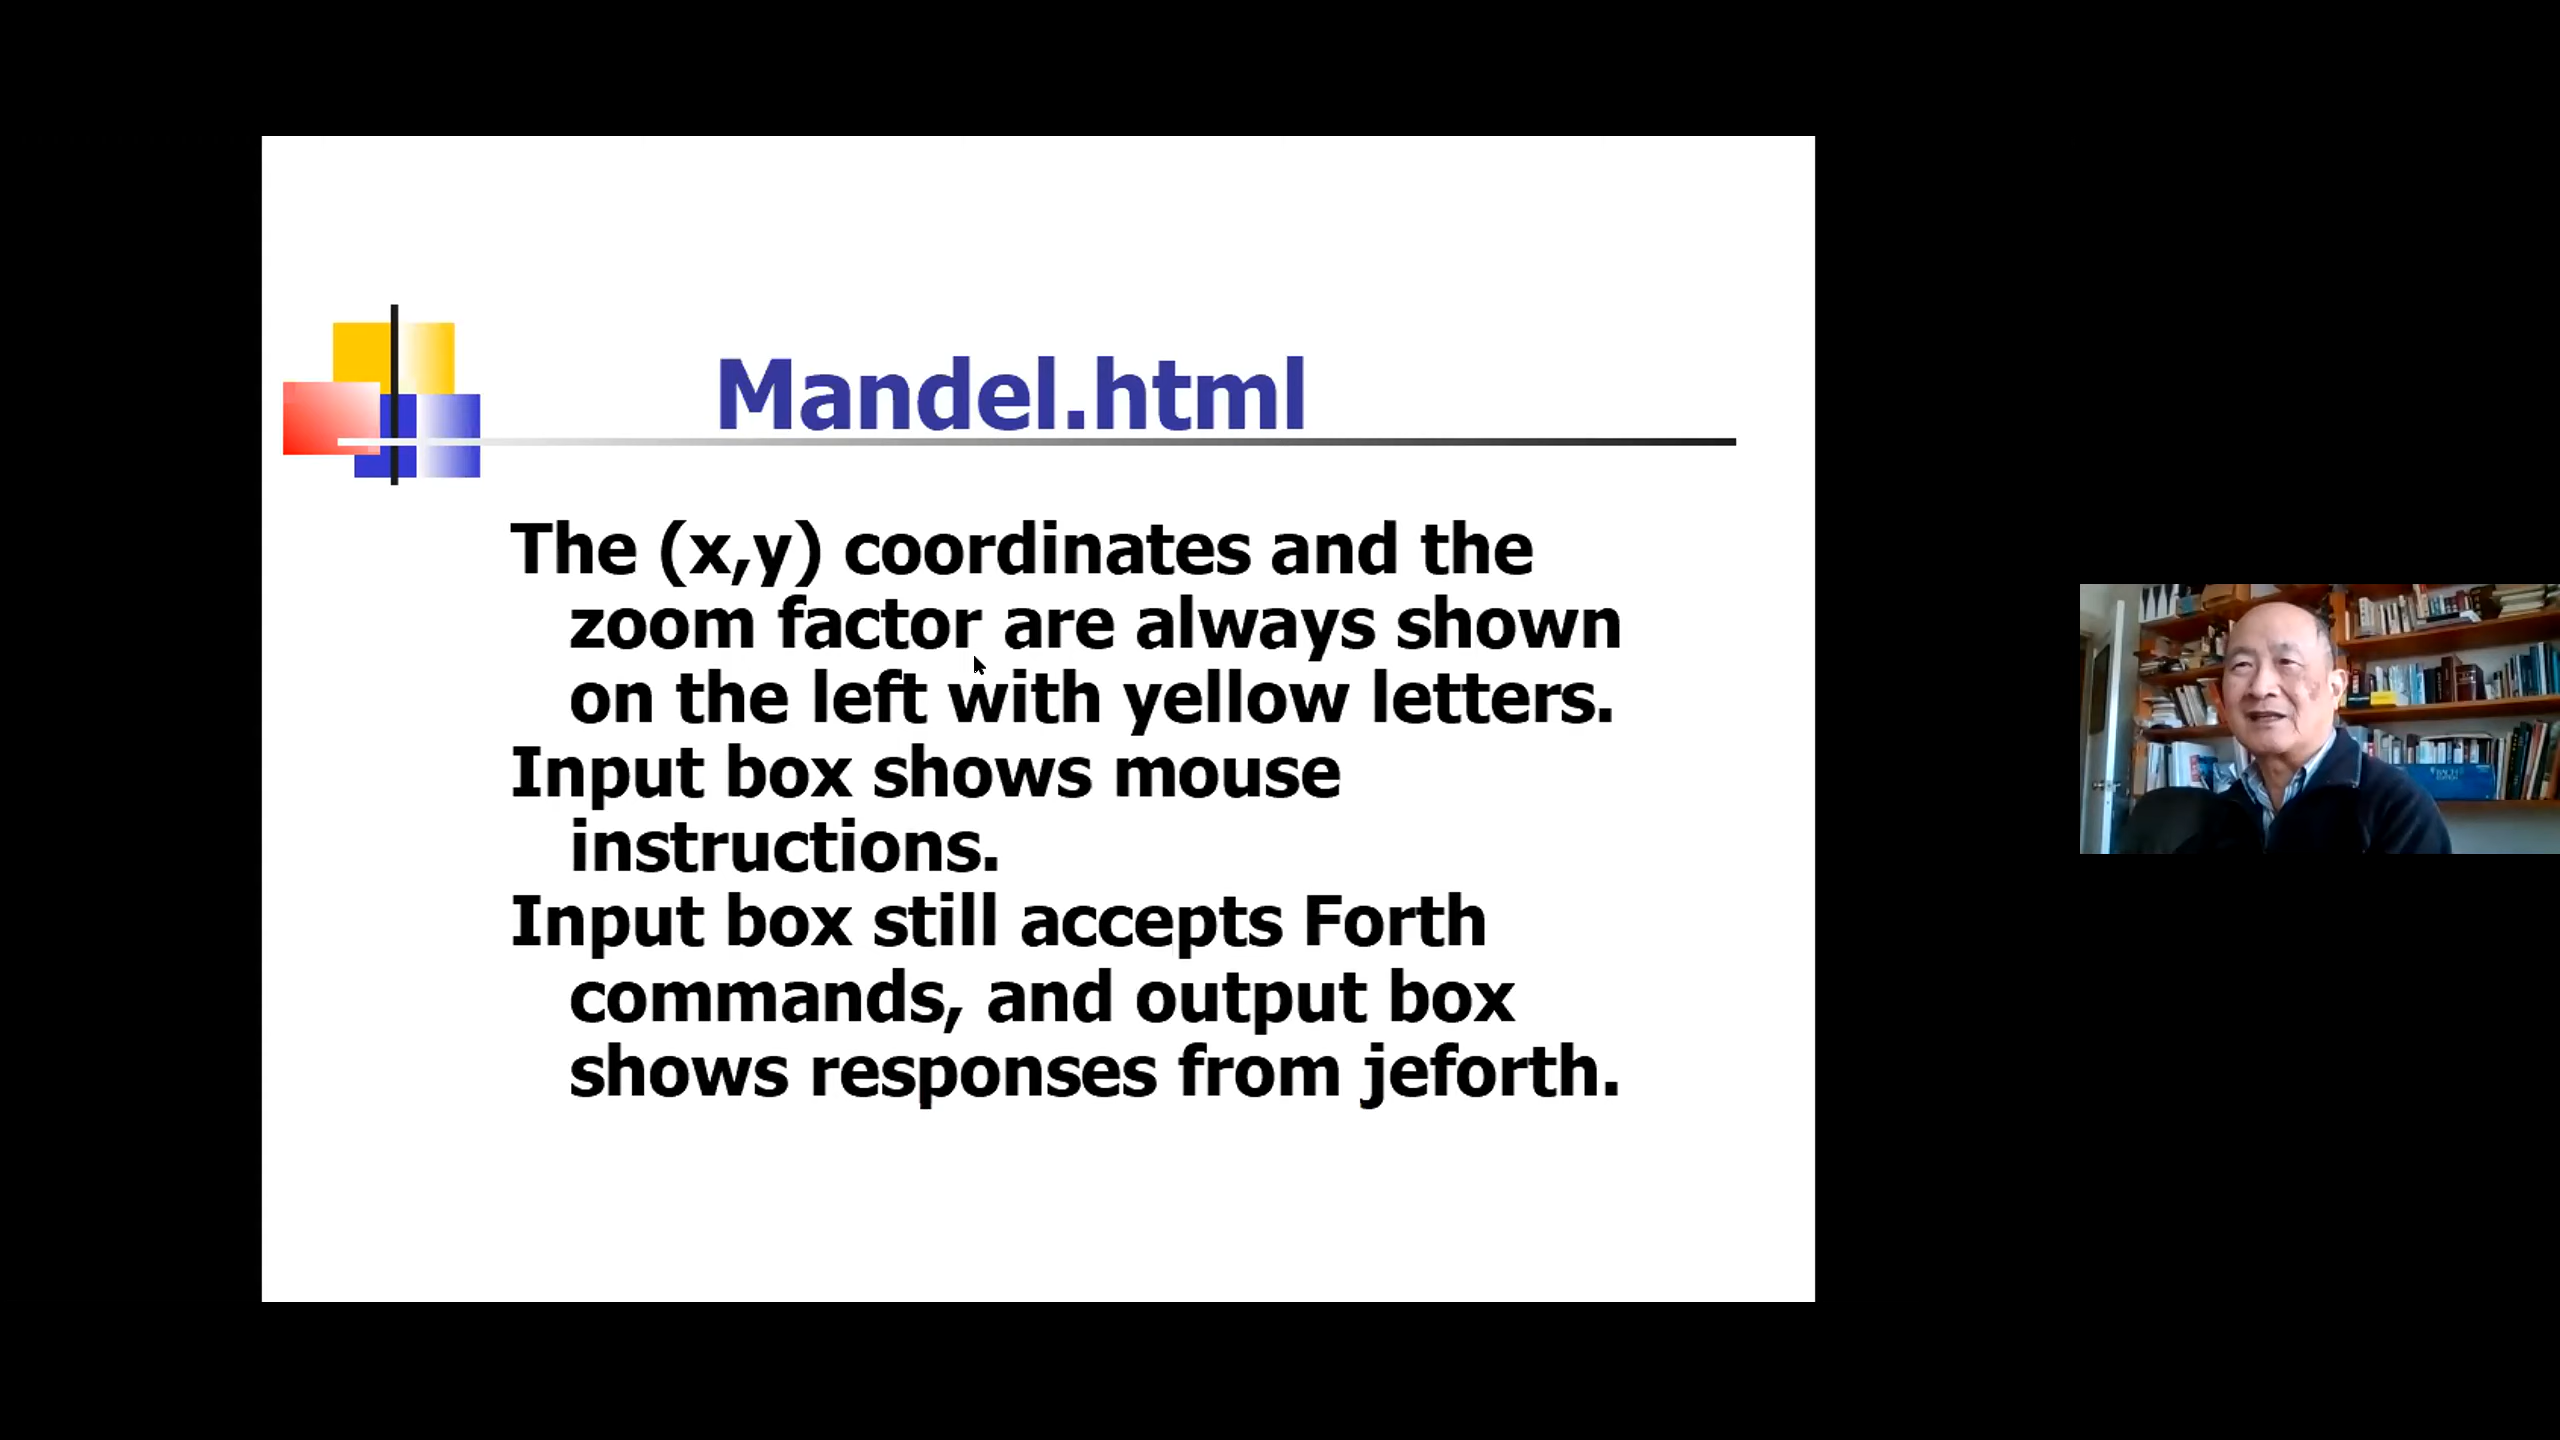 Mandel.html
The (x,y) coordinates and the
zoom factor are always shown
on the left with yellow letters.
Input box shows mouse
instructions.
Input box still accepts Forth
commands, and output box
shows responses from jeforth.